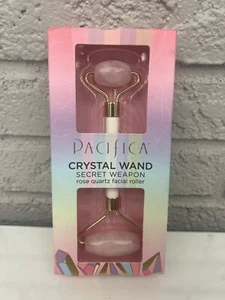 PACIFICA
CRYSTAL WAND
SECRET WEAPON
rose quartz facial roller